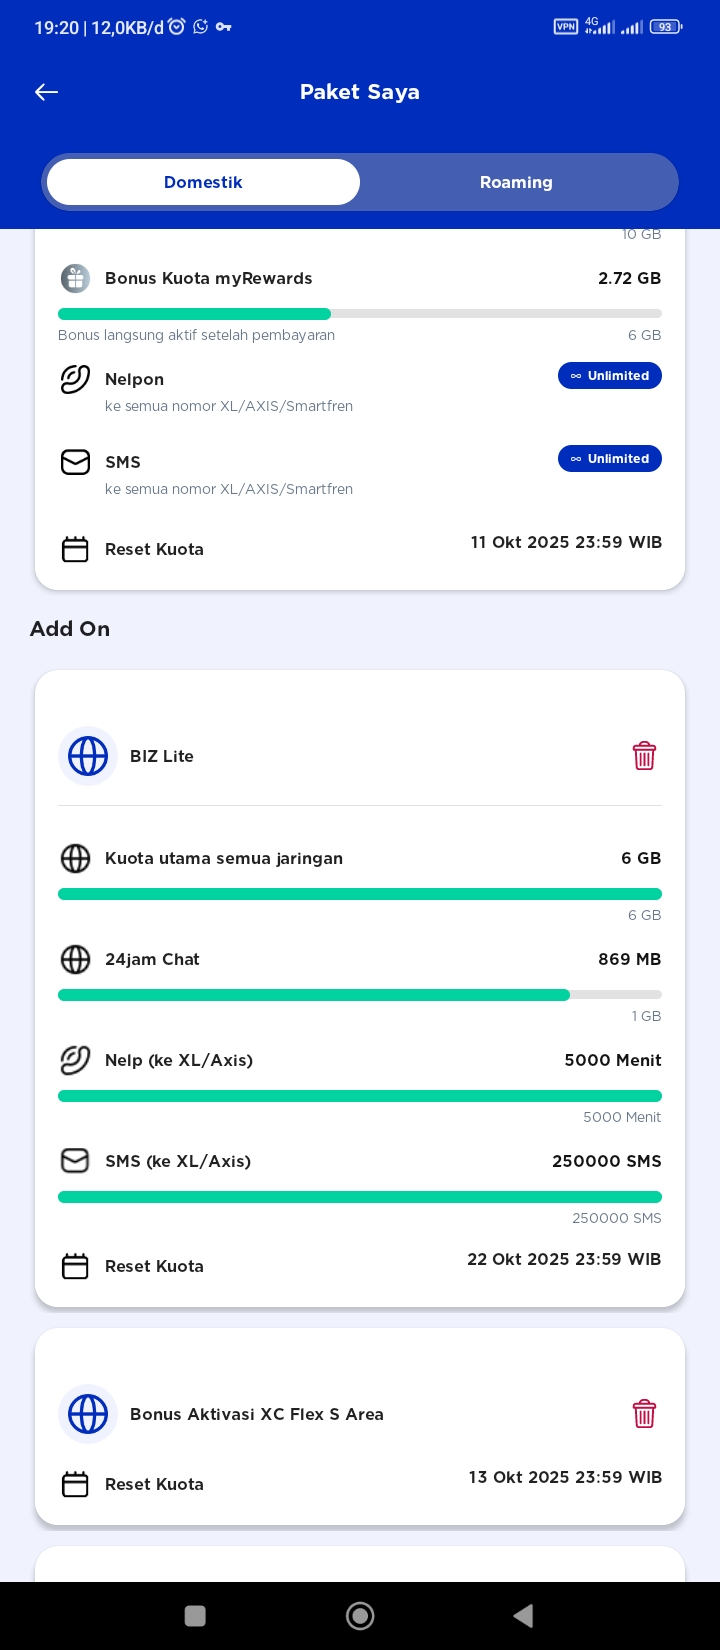 19:20 | 12,0KB/d
VPN 4G 93
Paket Saya
Domestik Roaming
10 GB
Bonus Kuota myRewards 2.72 GB
Bonus langsung aktif setelah pembayaran 6 GB
Nelpon ∞ Unlimited
ke semua nomor XL/AXIS/Smartfren
SMS ∞ Unlimited
ke semua nomor XL/AXIS/Smartfren
Reset Kuota 11 Okt 2025 23:59 WIB
Add On
BIZ Lite
Kuota utama semua jaringan 6 GB
6 GB
24jam Chat 869 MB
1 GB
Nelp (ke XL/Axis) 5000 Menit
5000 Menit
SMS (ke XL/Axis) 250000 SMS
250000 SMS
Reset Kuota 22 Okt 2025 23:59 WIB
Bonus Aktivasi XC Flex S Area
Reset Kuota 13 Okt 2025 23:59 WIB